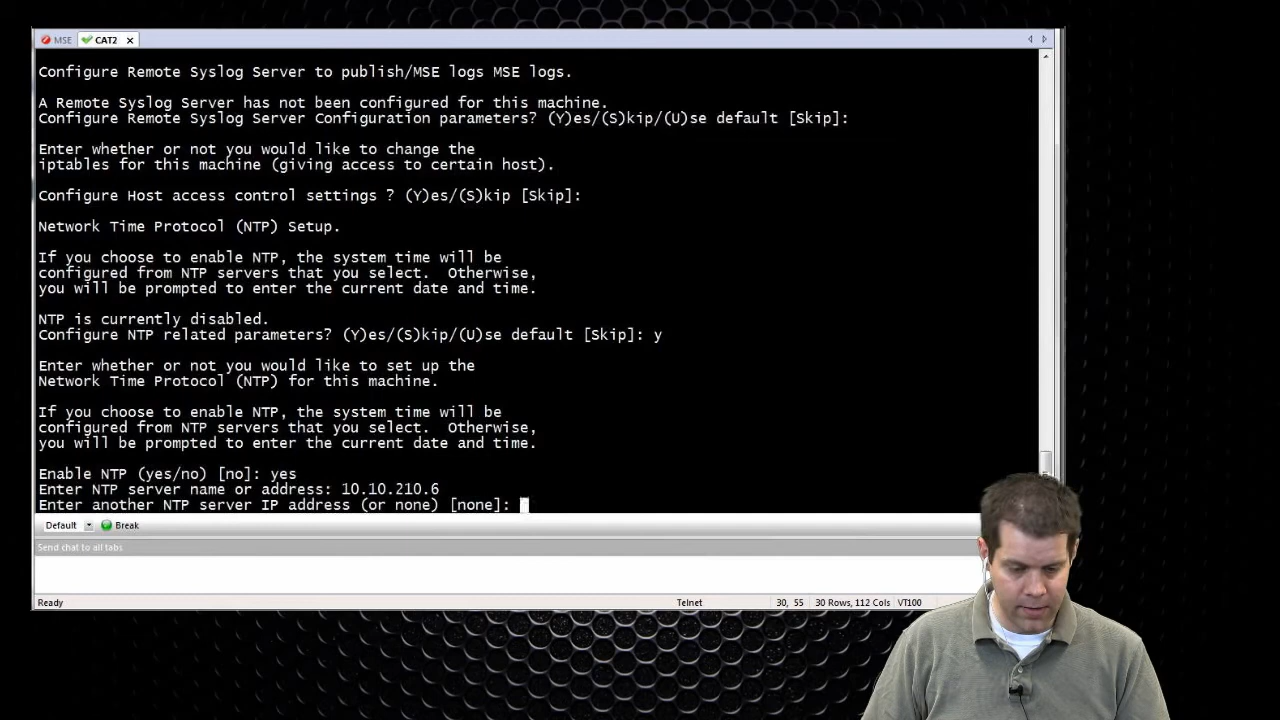 MSE
CAT2
Configure Remote Syslog Server to publish/MSE logs MSE logs.
A Remote Syslog Server has not been configured for this machine.
Configure Remote Syslog Server Configuration parameters? (Y)es/(S)kip/(U)se default [Skip]:
Enter whether or not you would like to change the
iptables for this machine (giving access to certain host).
Configure Host access control settings ? (Y)es/(S)kip [Skip]:
Network Time Protocol (NTP) Setup.
If you choose to enable NTP, the system time will be
configured from NTP servers that you select.  Otherwise,
you will be prompted to enter the current date and time.
NTP is currently disabled.
Configure NTP related parameters? (Y)es/(S)kip/(U)se default [Skip]: y
Enter whether or not you would like to set up the
Network Time Protocol (NTP) for this machine.
If you choose to enable NTP, the system time will be
configured from NTP servers that you select.  Otherwise,
you will be prompted to enter the current date and time.
Enable NTP (yes/no) [no]: yes
Enter NTP server name or address: 10.10.210.6
Enter another NTP server IP address (or none) [none]:
Default Break
Send chat to all tabs
Ready Telnet 30, 55 30 Rows, 112 Cols VT100